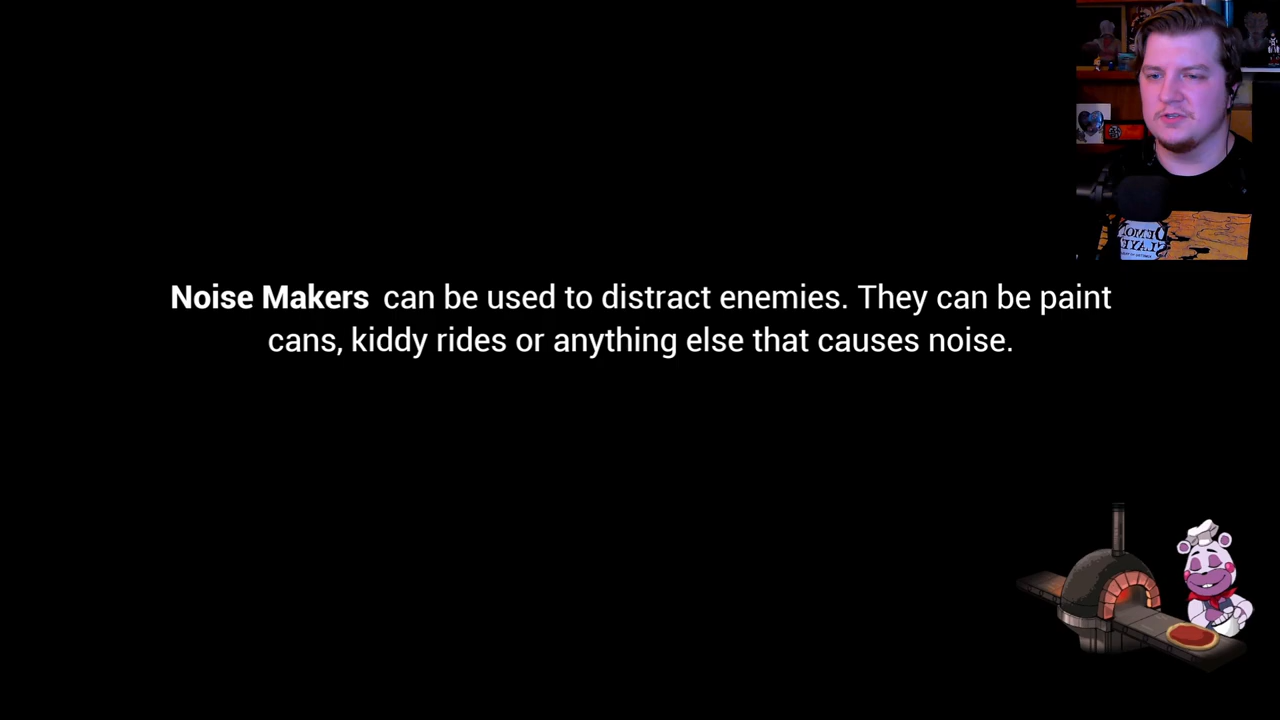 Noise Makers can be used to distract enemies. They can be paint
cans, kiddy rides or anything else that causes noise.